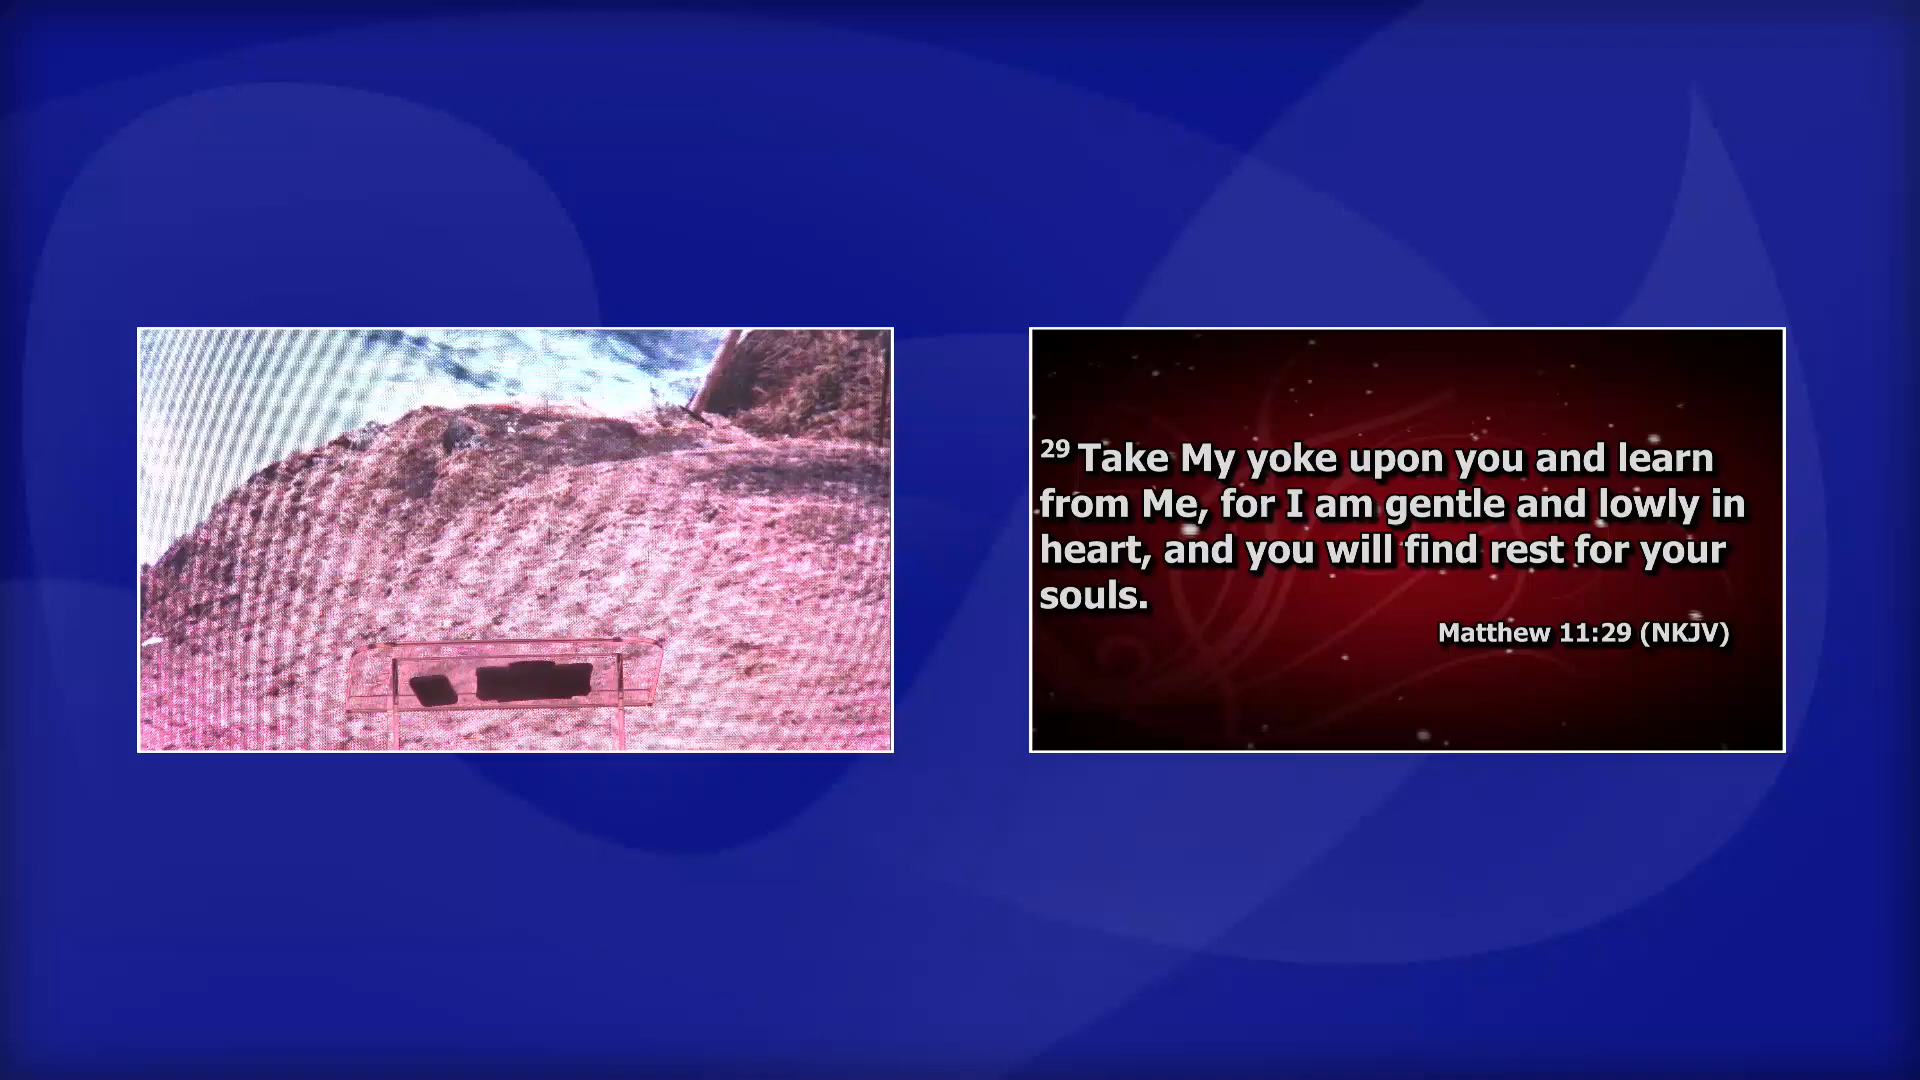 29 Take My yoke upon you and learn
from Me, for I am gentle and lowly in
heart, and you will find rest for your
souls.
Matthew 11:29 (NKJV)